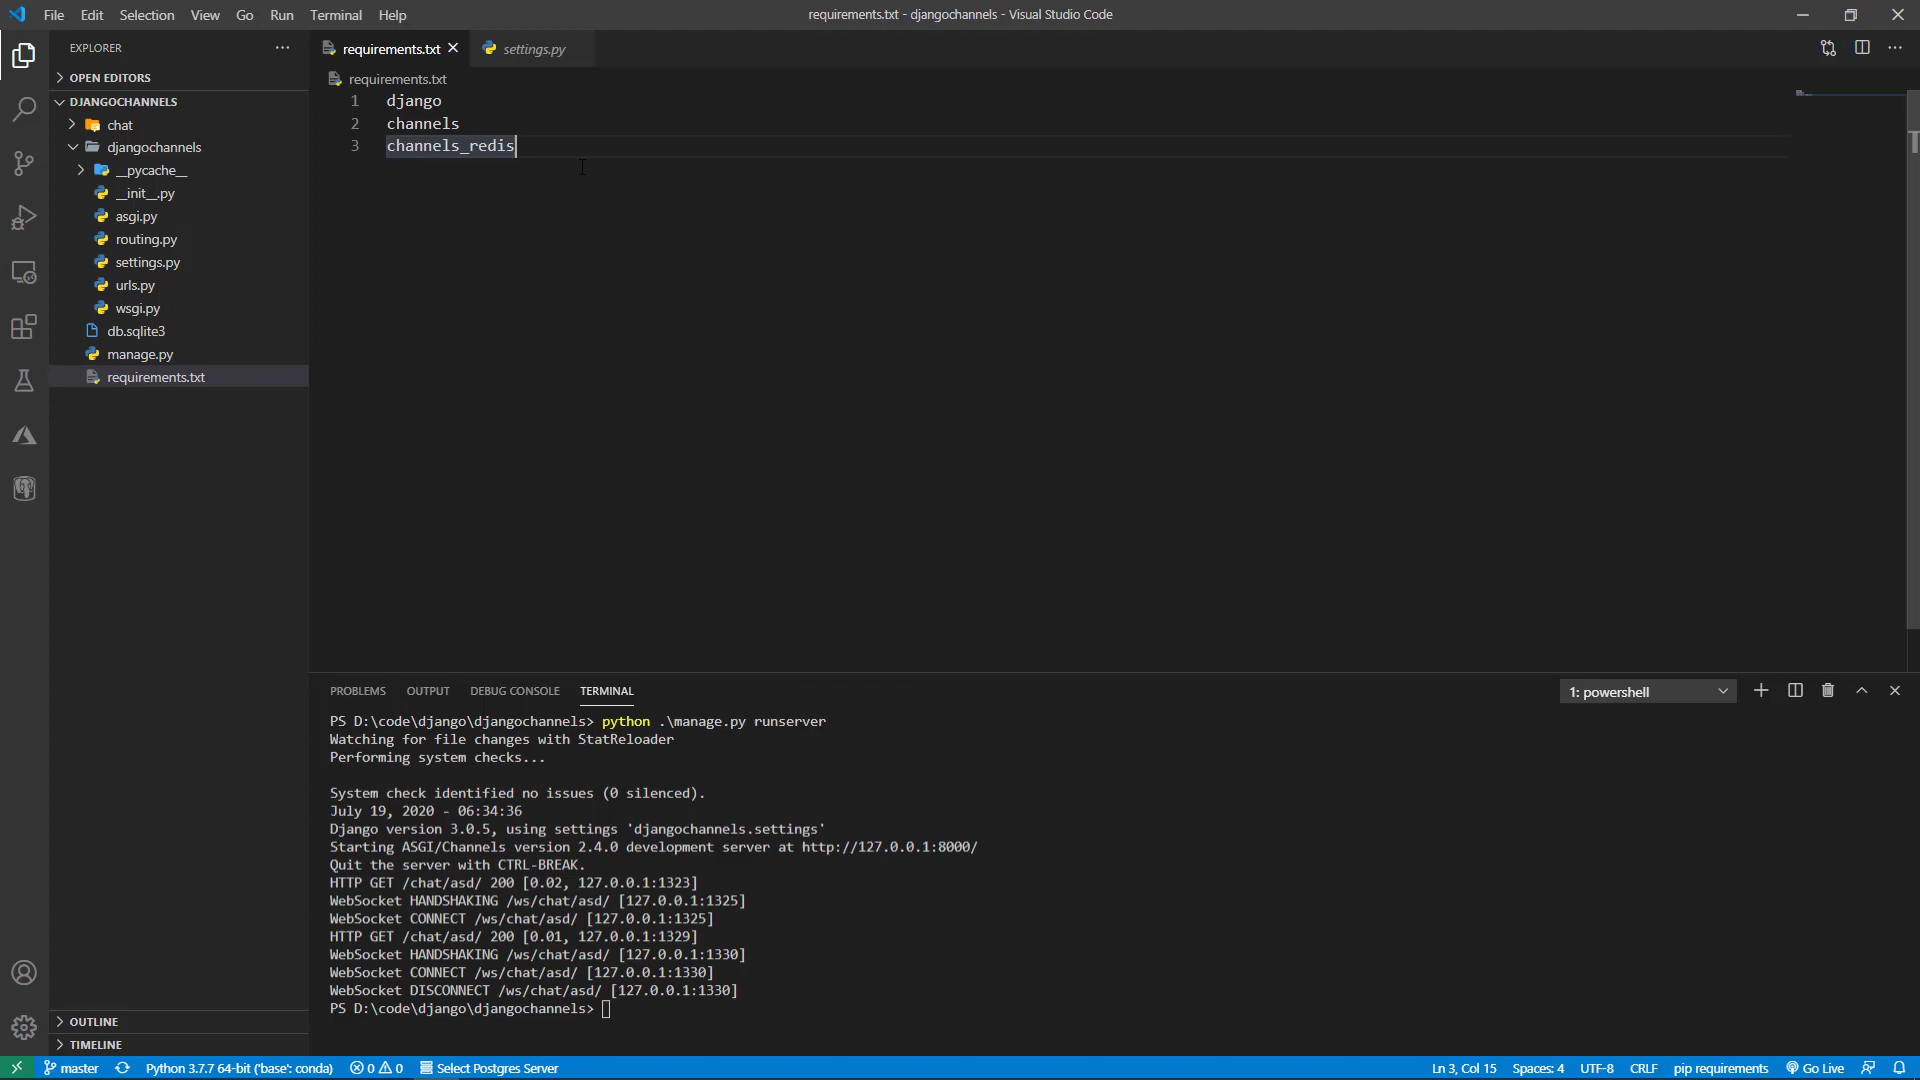 File Edit Selection View Go Run Terminal Help
requirements.txt - djangochannels - Visual Studio Code
EXPLORER
OPEN EDITORS
DJANGOCHANNELS
chat
djangochannels
__pycache__
__init__.py
asgi.py
routing.py
settings.py
urls.py
wsgi.py
db.sqlite3
manage.py
requirements.txt
OUTLINE
TIMELINE
requirements.txt settings.py
requirements.txt
1 django
2 channels
3 channels_redis
PROBLEMS OUTPUT DEBUG CONSOLE TERMINAL
1: powershell
PS D:\code\django\djangochannels> python .\manage.py runserver
Watching for file changes with StatReloader
Performing system checks...
System check identified no issues (0 silenced).
July 19, 2020 - 06:34:36
Django version 3.0.5, using settings 'djangochannels.settings'
Starting ASGI/Channels version 2.4.0 development server at http://127.0.0.1:8000/
Quit the server with CTRL-BREAK.
HTTP GET /chat/asd/ 200 [0.02, 127.0.0.1:1323]
WebSocket HANDSHAKING /ws/chat/asd/ [127.0.0.1:1325]
WebSocket CONNECT /ws/chat/asd/ [127.0.0.1:1325]
HTTP GET /chat/asd/ 200 [0.01, 127.0.0.1:1329]
WebSocket HANDSHAKING /ws/chat/asd/ [127.0.0.1:1330]
WebSocket CONNECT /ws/chat/asd/ [127.0.0.1:1330]
WebSocket DISCONNECT /ws/chat/asd/ [127.0.0.1:1330]
PS D:\code\django\djangochannels>
master Python 3.7.7 64-bit ('base': conda) 0 0 Select Postgres Server Ln 3, Col 15 Spaces: 4 UTF-8 CRLF pip requirements Go Live